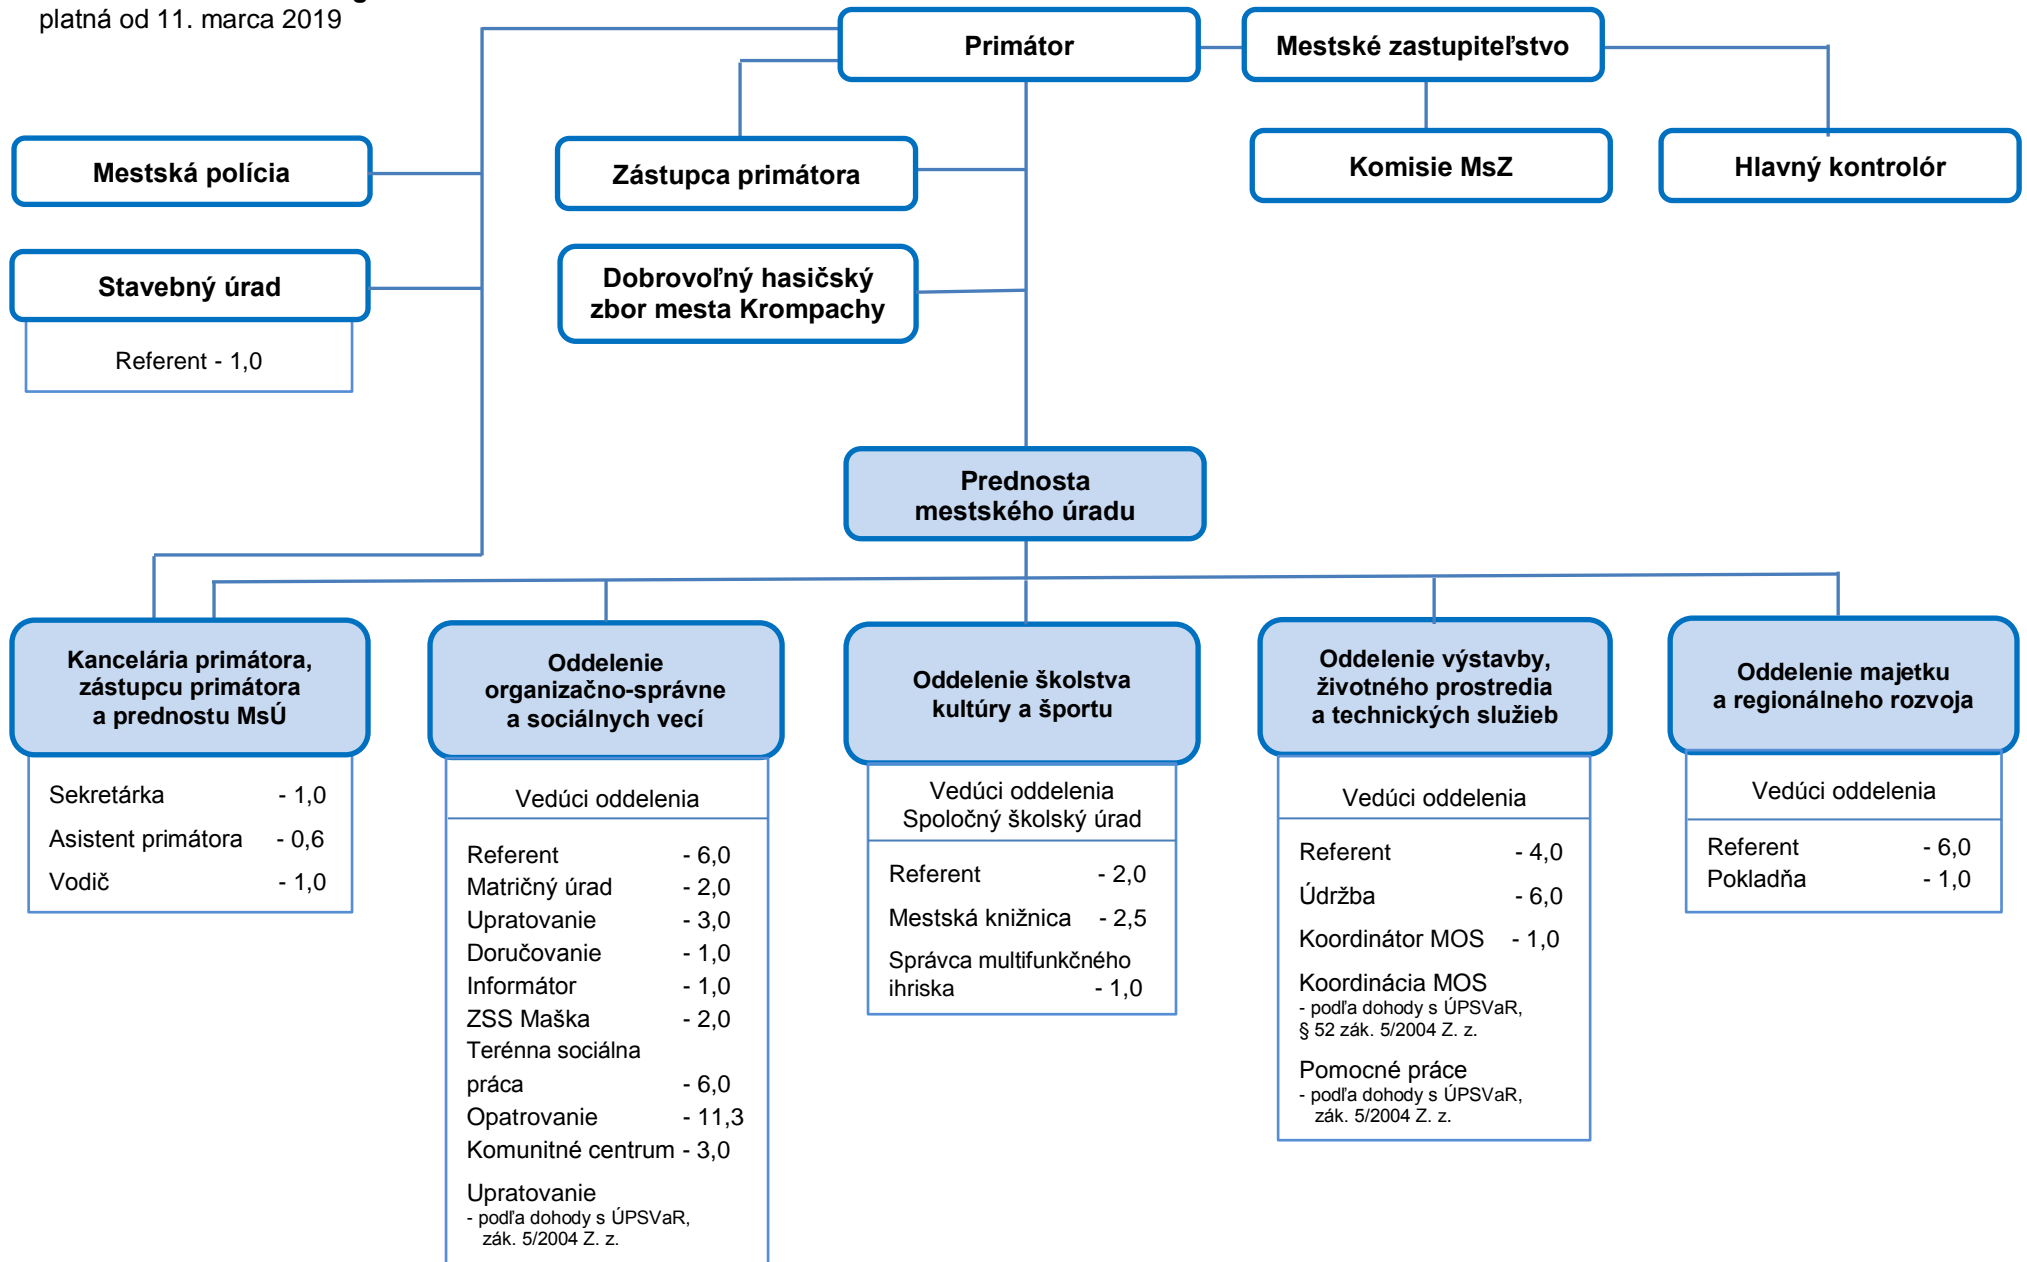 platná od 11. marca 2019
Primátor
Mestské zastupiteľstvo
Mestská polícia
Zástupca primátora
Komisie MsZ
Hlavný kontrolór
Stavebný úrad
Referent - 1,0
Dobrovoľný hasičský
zbor mesta Krompachy
Prednosta
mestského úradu
Kancelária primátora,
zástupcu primátora
a prednostu MsÚ
Sekretárka - 1,0
Asistent primátora - 0,6
Vodič - 1,0
Oddelenie
organizačno-správne
a sociálnych vecí
Vedúci oddelenia
Referent - 6,0
Matričný úrad - 2,0
Upratovanie - 3,0
Doručovanie - 1,0
Informátor - 1,0
ZSS Maška - 2,0
Terénna sociálna
práca - 6,0
Opatrovanie - 11,3
Komunitné centrum - 3,0
Upratovanie
- podľa dohody s ÚPSVaR,
zák. 5/2004 Z. z.
Oddelenie školstva
kultúry a športu
Vedúci oddelenia
Spoločný školský úrad
Referent - 2,0
Mestská knižnica - 2,5
Správca multifunkčného
ihriska - 1,0
Oddelenie výstavby,
životného prostredia
a technických služieb
Vedúci oddelenia
Referent - 4,0
Údržba - 6,0
Koordinátor MOS - 1,0
Koordinácia MOS
- podľa dohody s ÚPSVaR,
§ 52 zák. 5/2004 Z. z.
Pomocné práce
- podľa dohody s ÚPSVaR,
zák. 5/2004 Z. z.
Oddelenie majetku
a regionálneho rozvoja
Vedúci oddelenia
Referent - 6,0
Pokladňa - 1,0